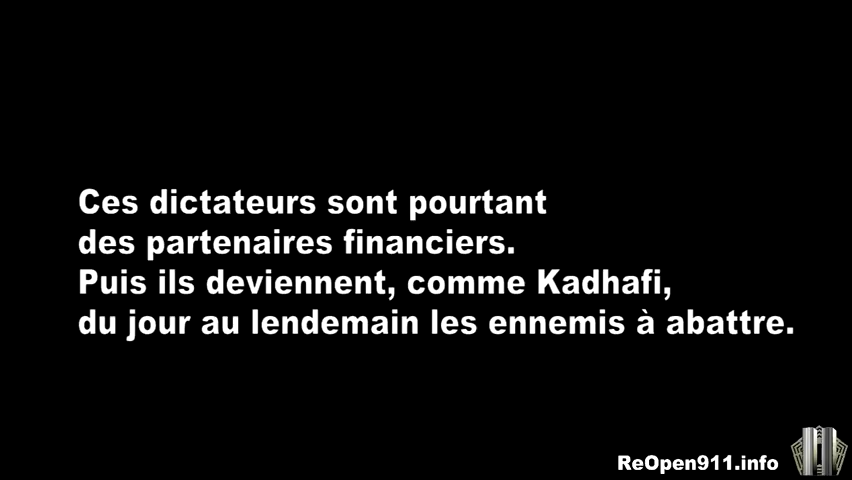 Ces dictateurs sont pourtant
des partenaires financiers.
Puis ils deviennent, comme Kadhafi,
du jour au lendemain les ennemis à abattre.
ReOpen911.info